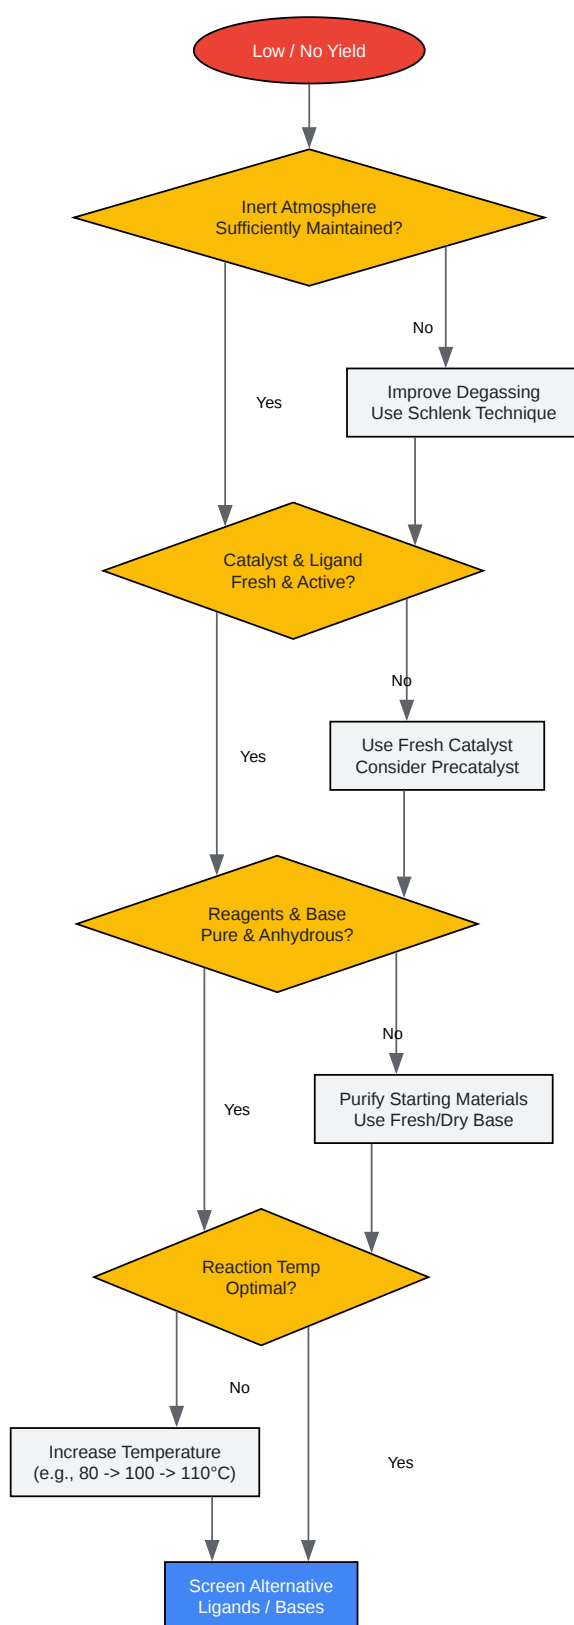 Low / No Yield
Inert Atmosphere
Sufficiently Maintained?
No
Improve Degassing
Use Schlenk Technique
Yes
Catalyst & Ligand
Fresh & Active?
No
Use Fresh Catalyst
Consider Precatalyst
Yes
Reagents & Base
Pure & Anhydrous?
No
Purify Starting Materials
Use Fresh/Dry Base
Yes
Reaction Temp
Optimal?
No
Increase Temperature
(e.g., 80 -> 100 -> 110°C)
Yes
Screen Alternative
Ligands / Bases